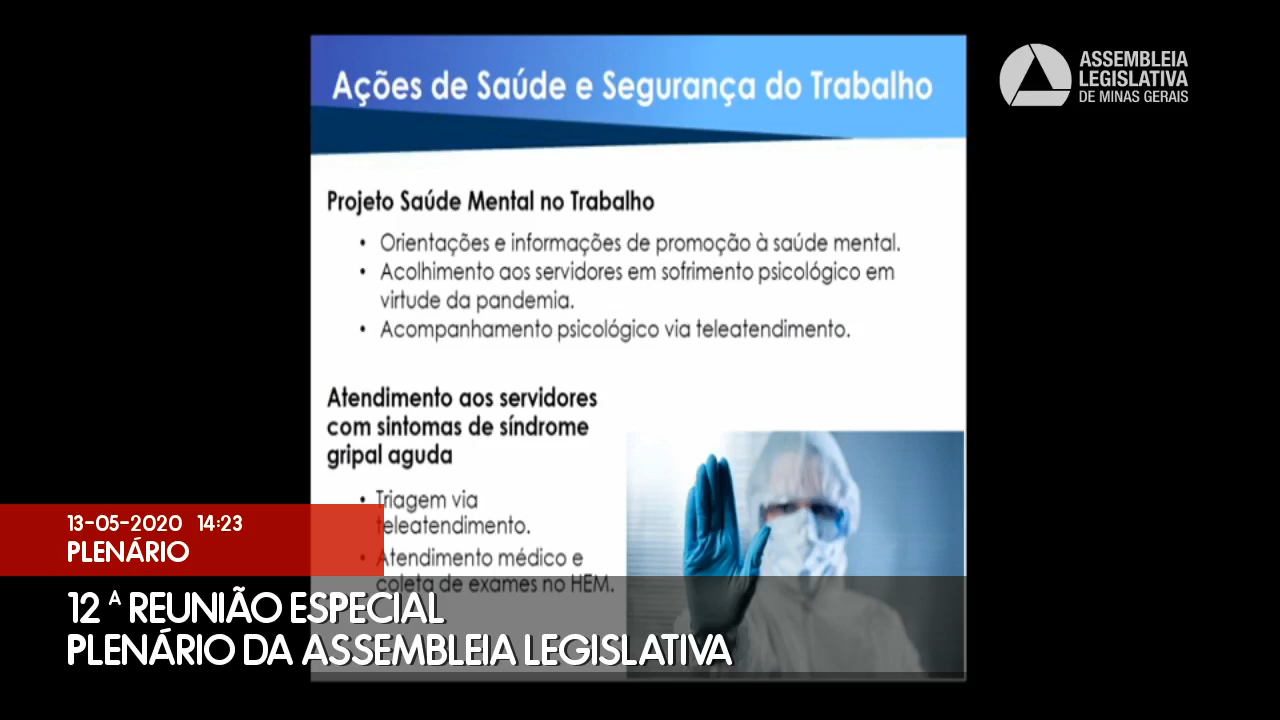 Ações de Saúde e Segurança do Trabalho
ASSEMBLEIA
LEGISLATIVA
DE MINAS GERAIS
Projeto Saúde Mental no Trabalho
• Orientações e informações de promoção à saúde mental.
• Acolhimento aos servidores em sofrimento psicológico em
virtude da pandemia.
• Acompanhamento psicológico via teleatendimento.
Atendimento aos servidores
com sintomas de síndrome
gripal aguda
• Triagem via
teleatendimento.
• Atendimento médico e
coleta de exames no HEM.
13-05-2020 14:23
PLENÁRIO
12ª REUNIÃO ESPECIAL
PLENÁRIO DA ASSEMBLEIA LEGISLATIVA